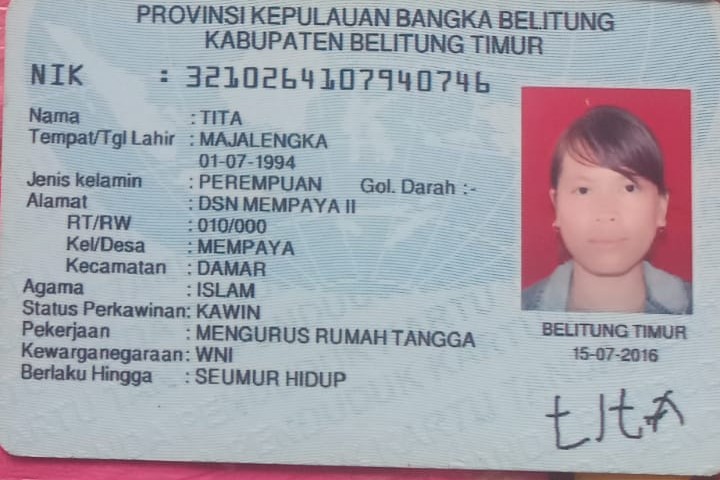 PROVINSI KEPULAUAN BANGKA BELITUNG
KABUPATEN BELITUNG TIMUR
NIK : 3210264107940746
Nama : TITA
Tempat/Tgl Lahir : MAJALENGKA
01-07-1994
Jenis kelamin : PEREMPUAN Gol. Darah :-
Alamat : DSN MEMPAYA II
RT/RW : 010/000
Kel/Desa : MEMPAYA
Kecamatan : DAMAR
Agama : ISLAM
Status Perkawinan: KAWIN
Pekerjaan : MENGURUS RUMAH TANGGA
Kewarganegaraan: WNI
Berlaku Hingga : SEUMUR HIDUP
BELITUNG TIMUR
15-07-2016
tItA